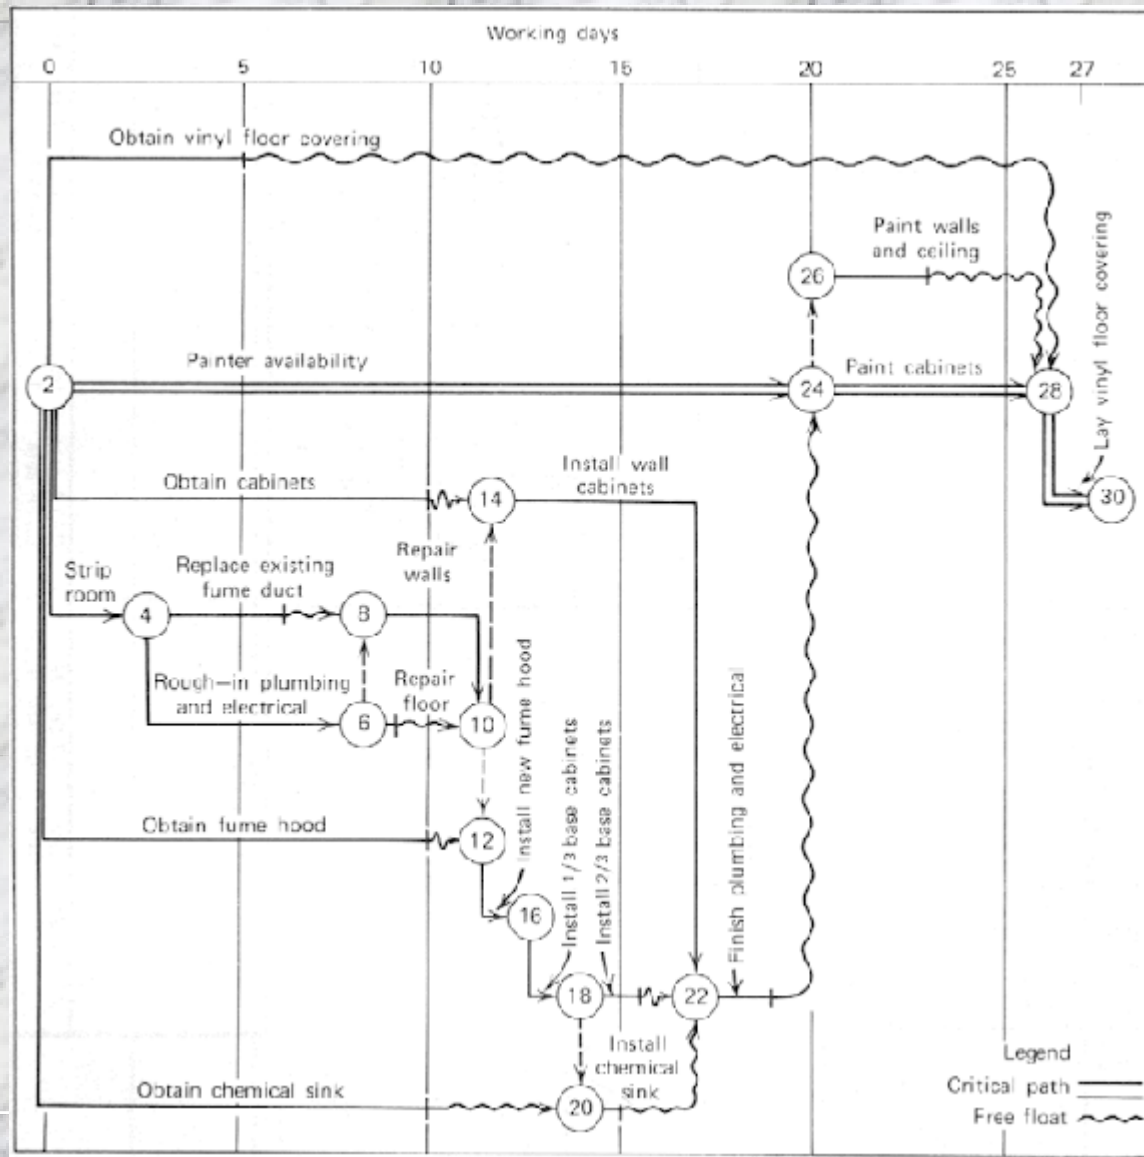 Working days
0 5 10 15 20 25 27
Obtain vinyl floor covering
Paint walls
and ceiling
Lay vinyl floor covering
26
Painter availability
Paint cabinets
2
24
28
Obtain cabinets
Install wall
cabinets
14
30
Repair
walls
Strip
room
Replace existing
fume duct
4
8
Rough-in plumbing
and electrical
Repair
floor
6
10
Install new fume hood
Install 1/3 base cabinets
Install 2/3 base cabinets
Finish plumbing and electrical
Obtain fume hood
12
16
18
22
Install
chemical
sink
Obtain chemical sink
20
Legend
Critical path
Free float